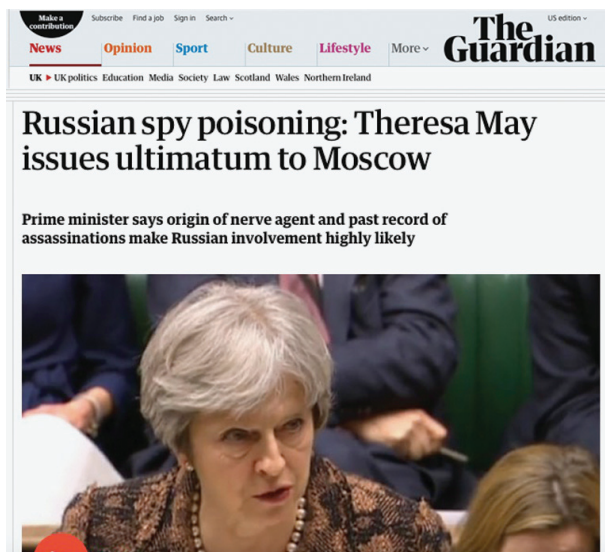 Make a
contribution
Subscribe Find a job Sign in Search
US edition
The
Guardian
News Opinion Sport Culture Lifestyle More
UK UK politics Education Media Society Law Scotland Wales Northern Ireland
Russian spy poisoning: Theresa May
issues ultimatum to Moscow
Prime minister says origin of nerve agent and past record of
assassinations make Russian involvement highly likely